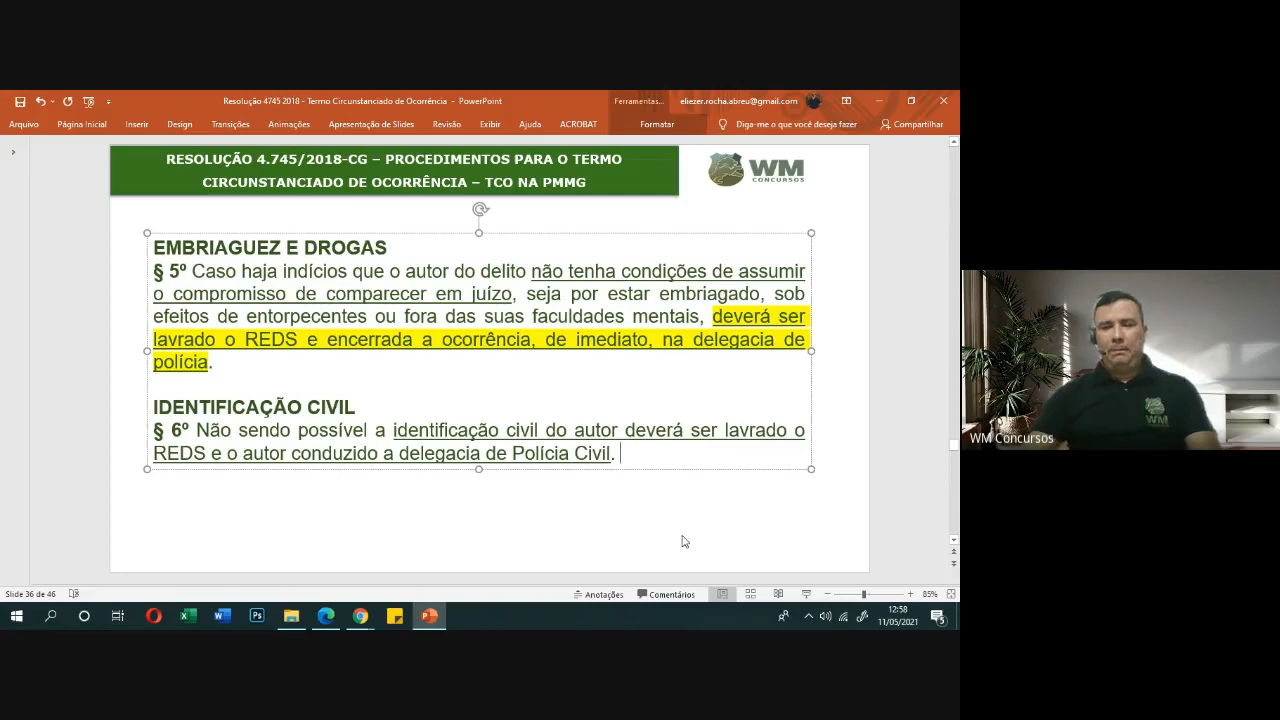 Resolução 4745 2018 - Termo Circunstanciado de Ocorrência - PowerPoint
Ferramentas...
eliezer.rocha.abreu@gmail.com
Arquivo Página Inicial Inserir Design Transições Animações Apresentação de Slides Revisão Exibir Ajuda ACROBAT Formatar Diga-me o que você deseja fazer Compartilhar
RESOLUÇÃO 4.745/2018-CG – PROCEDIMENTOS PARA O TERMO
CIRCUNSTANCIADO DE OCORRÊNCIA – TCO NA PMMG
WM
CONCURSOS
EMBRIAGUEZ E DROGAS
§ 5º Caso haja indícios que o autor do delito não tenha condições de assumir
o compromisso de comparecer em juízo, seja por estar embriagado, sob
efeitos de entorpecentes ou fora das suas faculdades mentais, deverá ser
lavrado o REDS e encerrada a ocorrência, de imediato, na delegacia de
polícia.
IDENTIFICAÇÃO CIVIL
§ 6º Não sendo possível a identificação civil do autor deverá ser lavrado o
REDS e o autor conduzido a delegacia de Polícia Civil.
WM
WM Concursos
Slide 36 de 46
Anotações Comentários
85%
Ps
12:58
11/05/2021
5